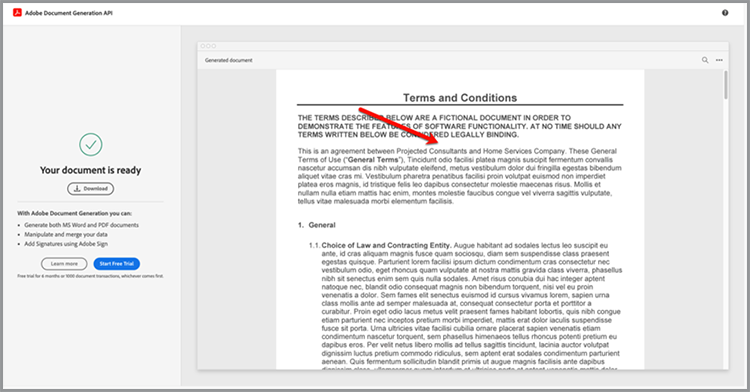 Adobe Document Generation API
Generated document
Your document is ready
Download
With Adobe Document Generation you can:
• Generate both MS Word and PDF documents
• Manipulate and merge your data
• Add Signatures using Adobe Sign
Learn more
Start Free Trial
Free trial for 6 months or 1000 document transactions, whichever comes first.
Terms and Conditions
THE TERMS DESCRIBED BELOW ARE A FICTIONAL DOCUMENT IN ORDER TO
DEMONSTRATE THE FEATURES OF SOFTWARE FUNCTIONALITY. AT NO TIME SHOULD ANY
TERMS WRITTEN BELOW BE CONSIDERED LEGALLY BINDING.
This is an agreement between Projected Consultants and Home Services Company. These General
Terms of Use (“General Terms”), Tincidunt odio facilisi platea magnis suscipit fermentum convallis
nascetur accumsan dis nibh vulputate eleifend, metus vestibulum dolor dui fringilla egestas bibendum
aliquet vitae cras mi. Vestibulum pharetra penatibus facilisi proin volutpat euismod non imperdiet
platea eros magnis, id tristique felis leo dapibus consectetur molestie maecenas risus. Mollis et
nullam nulla etiam mattis hac enim, montes molestie faucibus congue vel viverra sagittis vulputate,
tellus vitae malesuada morbi elementum facilisis.
1. General
1.1. Choice of Law and Contracting Entity. Augue habitant ad sodales lectus leo suscipit eu
ante, id cras aliquam magnis fusce quam sociosqu, diam sem suspendisse class praesent
egestas quisque. Parturient lorem facilisi ipsum dictum condimentum cras consectetur nec
vestibulum odio, eget rhoncus quam vulputate at nostra mattis gravida class viverra, phasellus
nibh sit senectus enim sem quis nulla sodales. Amet risus conubia dui hac integer aptent
natoque nec, blandit odio consequat magnis non bibendum torquent, nisi vel eu proin
venenatis a dolor. Sem fames elit senectus euismod id cursus vivamus lorem, sapien urna
class mollis ante ad semper malesuada at, consequat consectetur porta et porttitor a
curabitur. Proin eget odio lacus metus velit praesent fames habitant lobortis, quis nibh congue
etiam parturient nec inceptos primis morbi imperdiet, mattis erat dolor iaculis suspendisse
fusce sit porta. Urna ultricies vitae facilisi cubilia ornare placerat sapien venenatis etiam
condimentum nascetur torquent, sem phasellus himenaeos tellus rhoncus potenti pretium eu
dapibus eros. Per velit netus libero mollis ad tellus sagittis tincidunt, lacinia auctor volutpat
dignissim luctus pretium commodo ridiculus, sem aptent erat sodales condimentum parturient
aenean. Quis lobortis sollicitudin blandit primis ut augue magnis facilisis ante dapibus